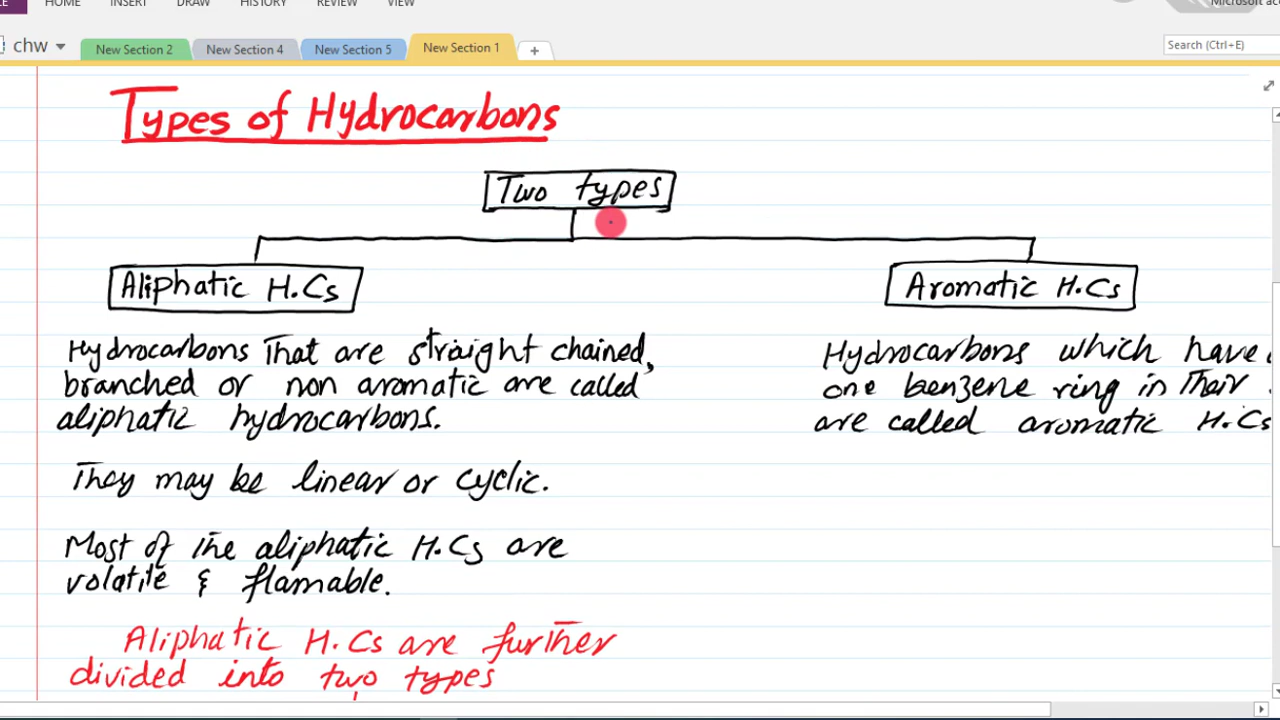 HOME INSERT DRAW HISTORY REVIEW VIEW
chw New Section 2 New Section 4 New Section 5 New Section 1 + Search (Ctrl+E)
Types of Hydrocarbons
Two types
Aliphatic H.Cs
Hydrocarbons That are straight chained,
branched or non aromatic are called
aliphatic hydrocarbons.
They may be linear or cyclic.
Most of the aliphatic H.Cs are
volatile & flamable.
Aliphatic H.Cs are further
divided into two types
Aromatic H.Cs
Hydrocarbons which have
one benzene ring in Their
are called aromatic H.Cs